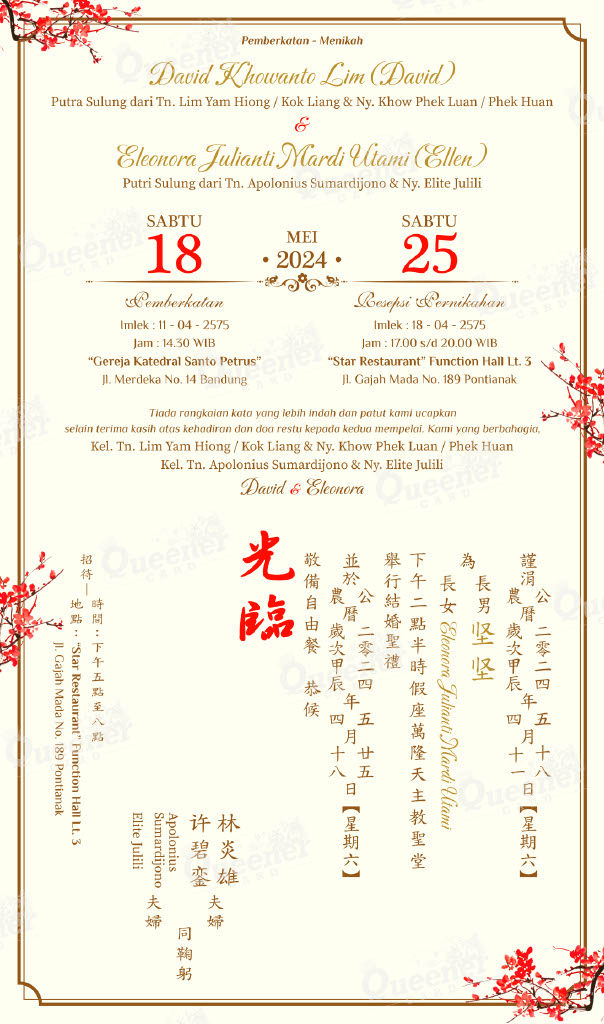 Pemberkatan - Menikah
David Khowanto Lim (David)
Putra Sulung dari Tn. Lim Yam Hiong / Kok Liang & Ny. Khow Phek Luan / Phek Huan
&
Eleonora Julianti Mardi Utami (Ellen)
Putri Sulung dari Tn. Apolonius Sumardijono & Ny. Elite Julili
SABTU
18
• MEI 2024 •
SABTU
25
Pemberkatan
Imlek : 11 - 04 - 2575
Jam : 14.30 WIB
“Gereja Katedral Santo Petrus”
Jl. Merdeka No. 14 Bandung
Resepsi Pernikahan
Imlek : 18 - 04 - 2575
Jam : 17.00 s/d 20.00 WIB
“Star Restaurant” Function Hall Lt. 3
Jl. Gajah Mada No. 189 Pontianak
Tiada rangkaian kata yang lebih indah dan patut kami ucapkan
selain terima kasih atas kehadiran dan doa restu kepada kedua mempelai. Kami yang berbahagia,
Kel. Tn. Lim Yam Hiong / Kok Liang & Ny. Khow Phek Luan / Phek Huan
Kel. Tn. Apolonius Sumardijono & Ny. Elite Julili
David & Eleonora
謹涓
公 二零二四 五 十八
農曆 歲次甲辰 年 四 月 十一 日【星期六】
為
長男 坚坚
長女 Eleonora Julianti Mardi Utami
下午二點半時假座萬隆天主教聖堂
舉行結婚聖禮
並於
公 二零二四 五 廿五
農曆 歲次甲辰 年 四 月 十八 日【星期六】
敬備自由餐 恭候
光臨
林炎雄
许碧銮
夫婦
Apolonius Sumardijono
Elite Julili
夫婦
同鞠躬
招待—
時間：下午五點至八點
地點：“Star Restaurant” Function Hall Lt. 3
Jl. Gajah Mada No. 189 Pontianak
Queener
CARD